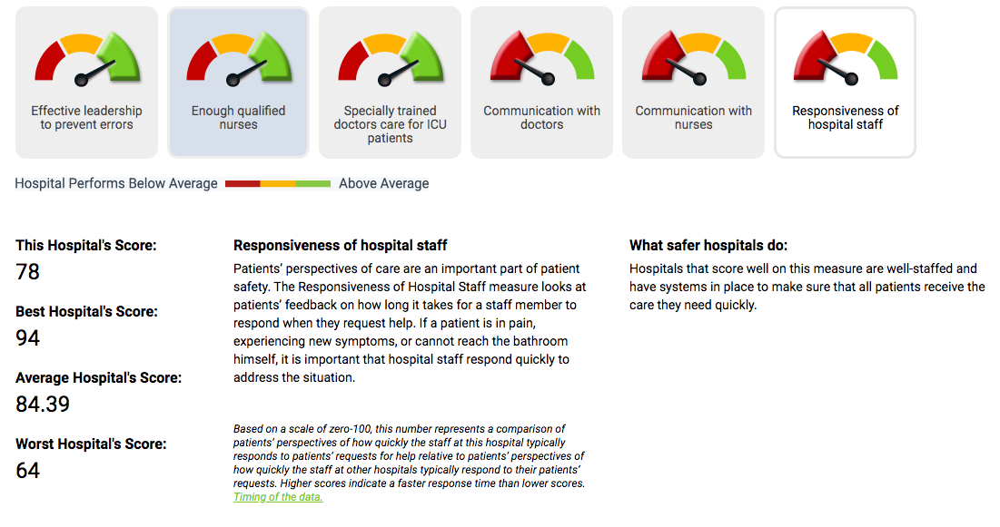 Effective leadership
to prevent errors
Enough qualified
nurses
Specially trained
doctors care for ICU
patients
Communication with
doctors
Communication with
nurses
Responsiveness of
hospital staff
Hospital Performs Below Average
Above Average
This Hospital's Score:
78
Best Hospital's Score:
94
Average Hospital's Score:
84.39
Worst Hospital's Score:
64
Responsiveness of hospital staff
Patients' perspectives of care are an important part of patient
safety. The Responsiveness of Hospital Staff measure looks at
patients' feedback on how long it takes for a staff member to
respond when they request help. If a patient is in pain,
experiencing new symptoms, or cannot reach the bathroom
himself, it is important that hospital staff respond quickly to
address the situation.
Based on a scale of zero-100, this number represents a comparison of
patients' perspectives of how quickly the staff at this hospital typically
responds to patients' requests for help relative to patients' perspectives of
how quickly the staff at other hospitals typically respond to their patients'
requests. Higher scores indicate a faster response time than lower scores.
Timing of the data.
What safer hospitals do:
Hospitals that score well on this measure are well-staffed and
have systems in place to make sure that all patients receive the
care they need quickly.